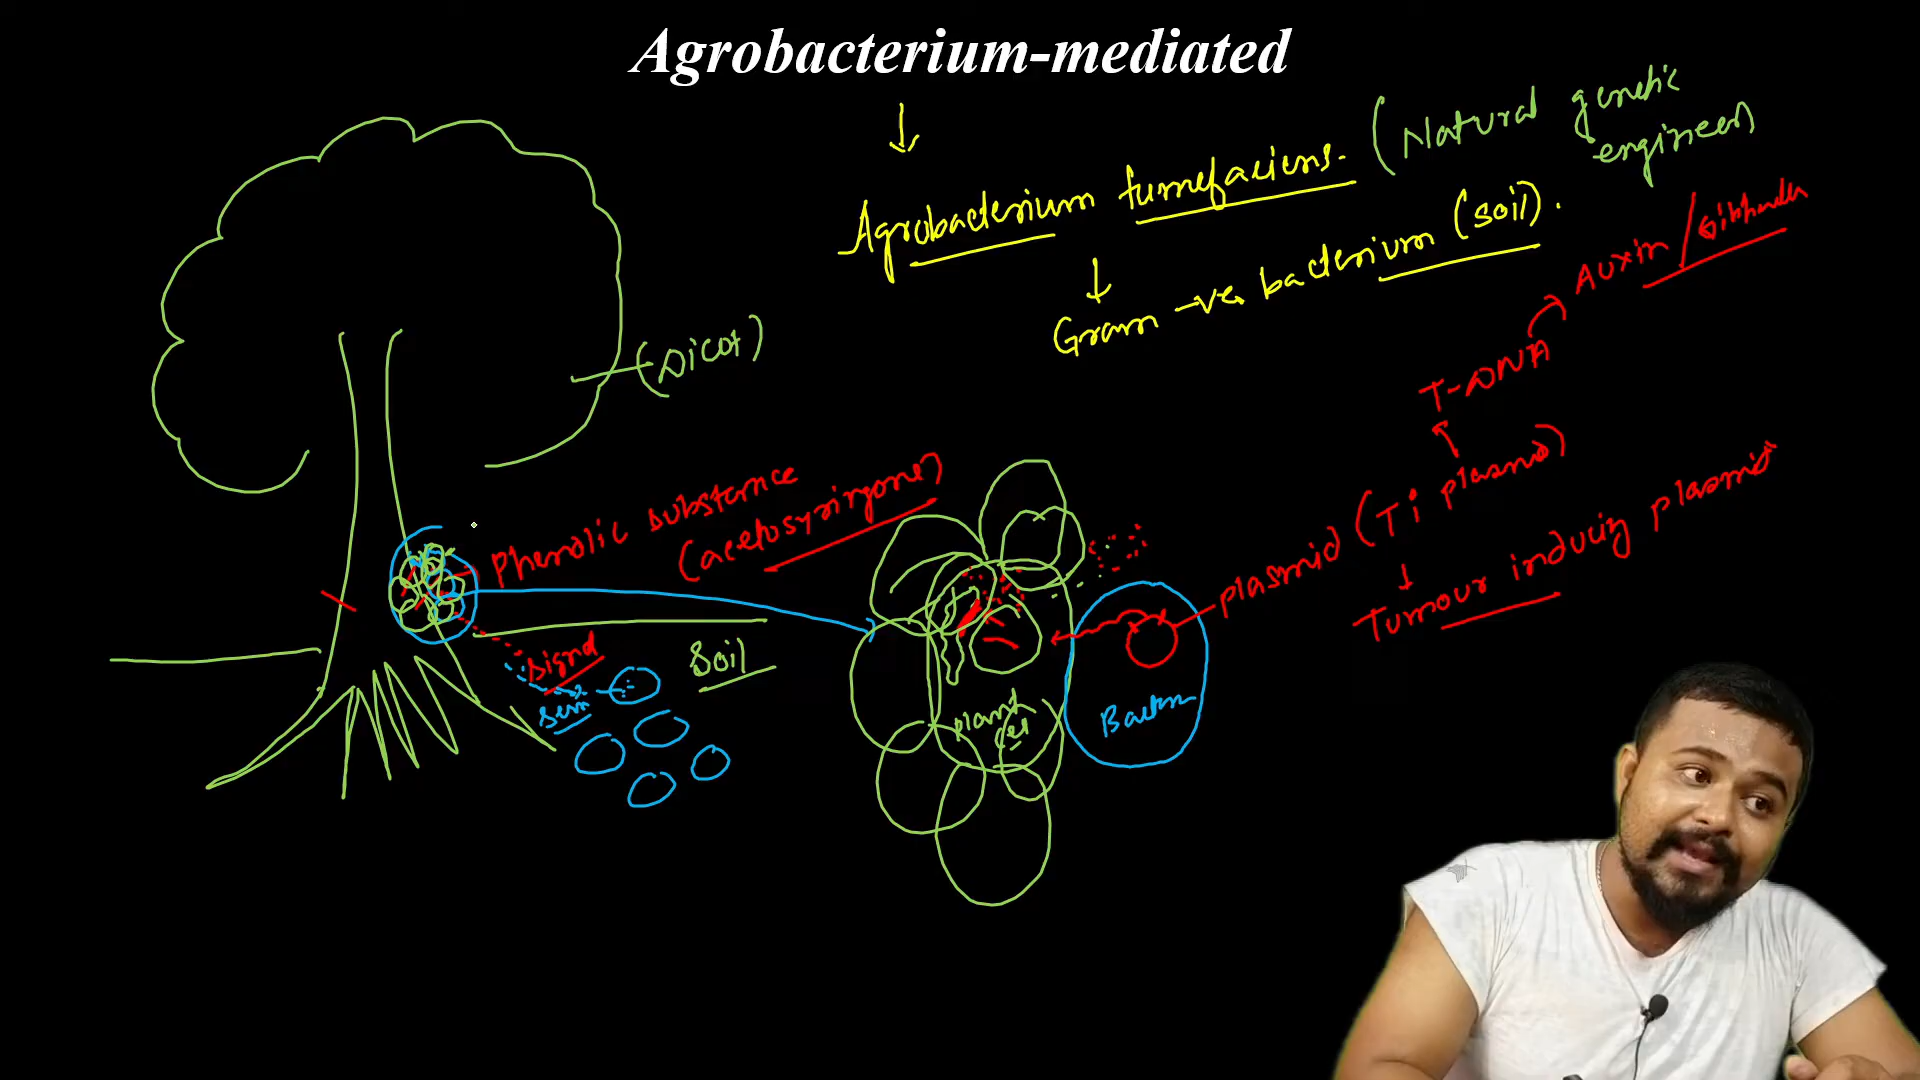 Agrobacterium-mediated
Agrobacterium tumefaciens. (Natural genetic
engineer)
Gram -ve bacterium (soil).
Auxin /
T-DNA
(Dicot)
Phenolic substance
(acetosyringone)
plasmid (Ti plasmid)
Tumour inducing plasmid
signal
soil
plant
cell